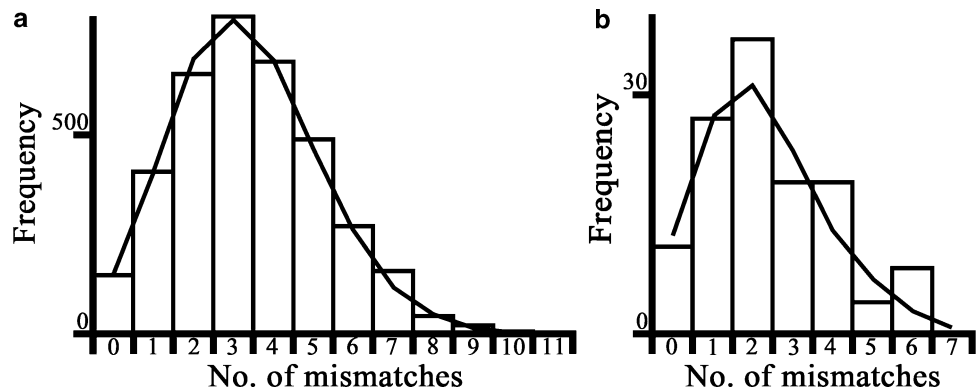 a
Frequency
500
0
0 1 2 3 4 5 6 7 8 9 10 11
No. of mismatches
b
Frequency
30
0
0 1 2 3 4 5 6 7
No. of mismatches